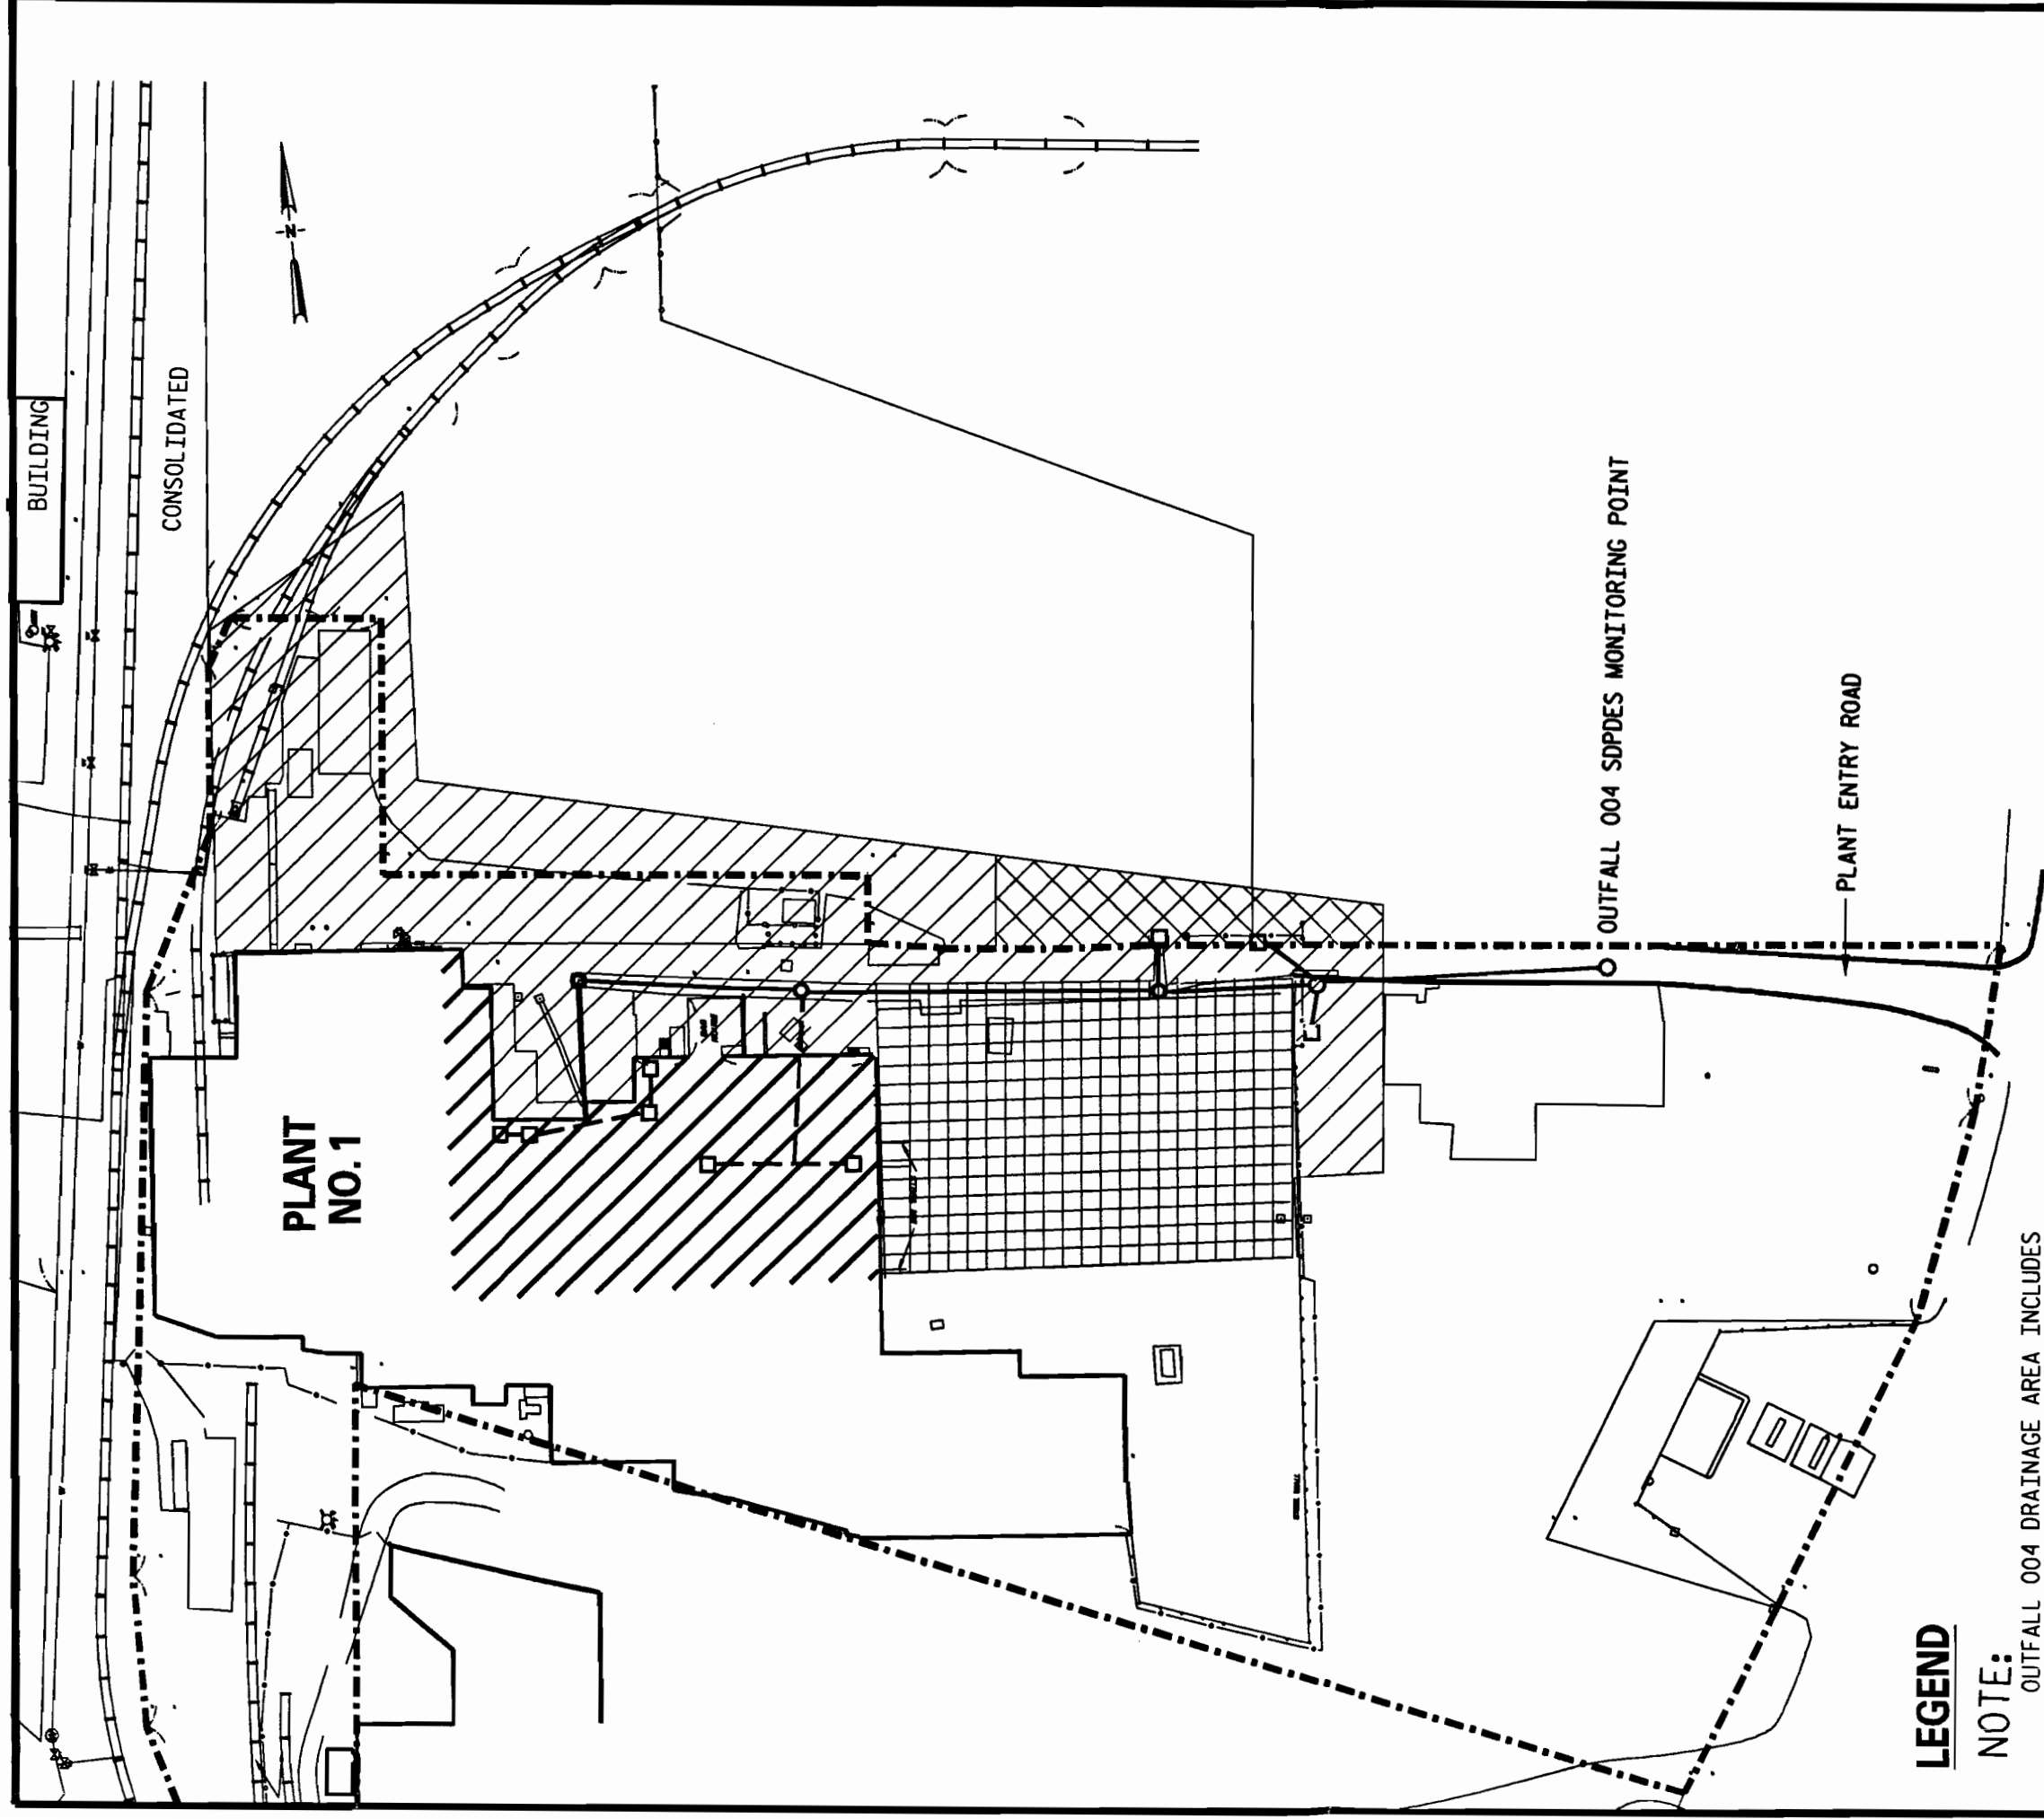 BUILDING
CONSOLIDATED
N
PLANT
NO.1
OUTFALL 004 SDPDES MONITORING POINT
PLANT ENTRY ROAD
LEGEND
NOTE:
OUTFALL 004 DRAINAGE AREA INCLUDES